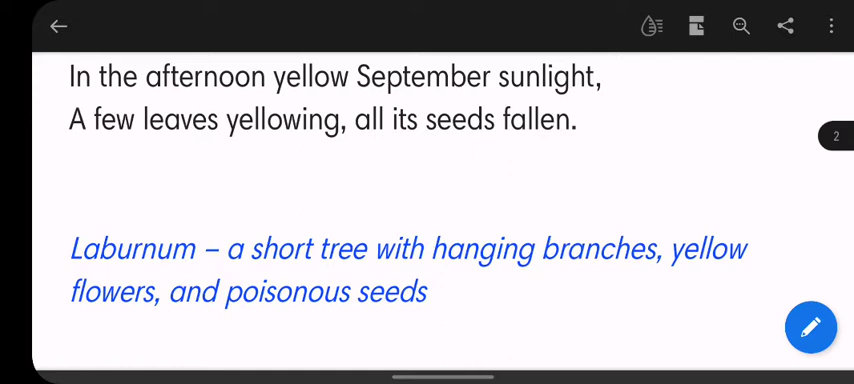 In the afternoon yellow September sunlight,
A few leaves yellowing, all its seeds fallen.
2
Laburnum – a short tree with hanging branches, yellow
flowers, and poisonous seeds